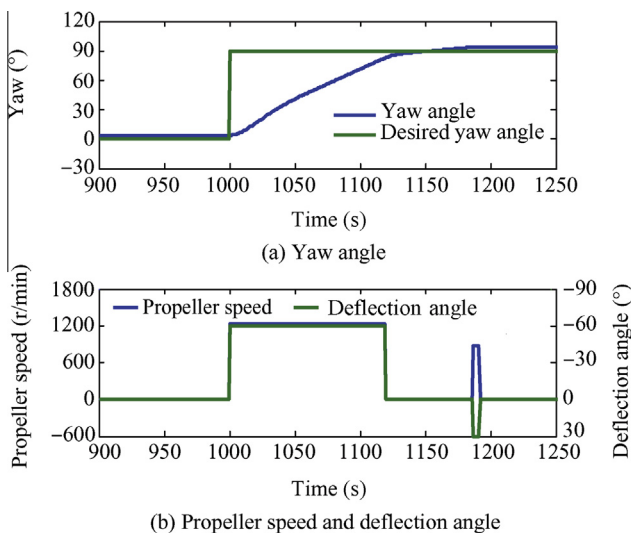 120
90
60
30
0
−30
Yaw (°)
Yaw angle
Desired yaw angle
900 950 1000 1050 1100 1150 1200 1250
Time (s)
(a) Yaw angle
1800
1200
600
0
−600
Propeller speed (r/min)
Propeller speed Deflection angle
−90
−60
−30
0
30
Deflection angle (°)
900 950 1000 1050 1100 1150 1200 1250
Time (s)
(b) Propeller speed and deflection angle